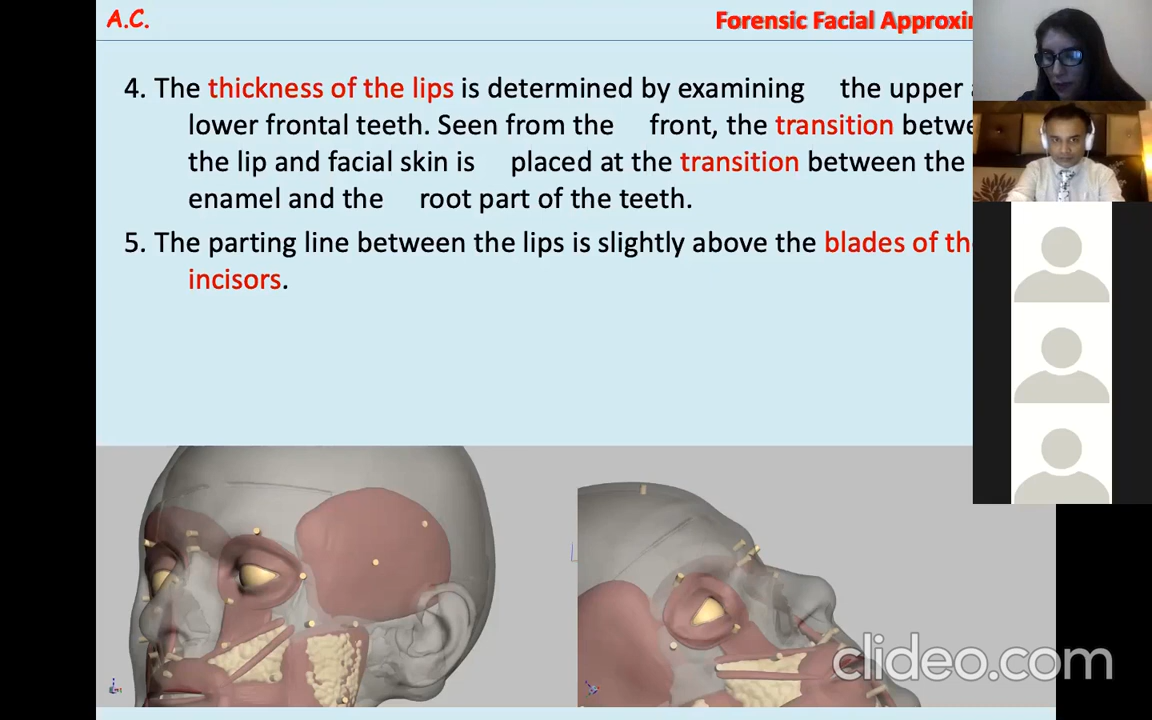 A.C.
Forensic Facial
4. The thickness of the lips is determined by examining the upper
lower frontal teeth. Seen from the front, the transition
the lip and facial skin is placed at the transition between the
enamel and the root part of the teeth.
5. The parting line between the lips is slightly above the blades of
incisors.
clideo.com